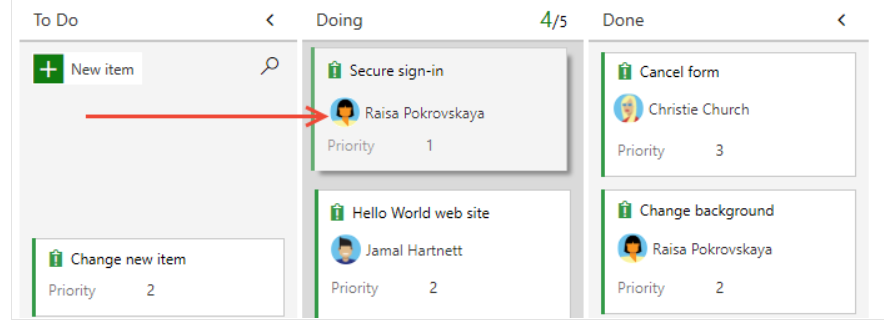 To Do
<
New item
Change new item
Priority 2
Doing
4/5
Secure sign-in
Raisa Pokrovskaya
Priority 1
Hello World web site
Jamal Hartnett
Priority 2
Done
<
Cancel form
Christie Church
Priority 3
Change background
Raisa Pokrovskaya
Priority 2